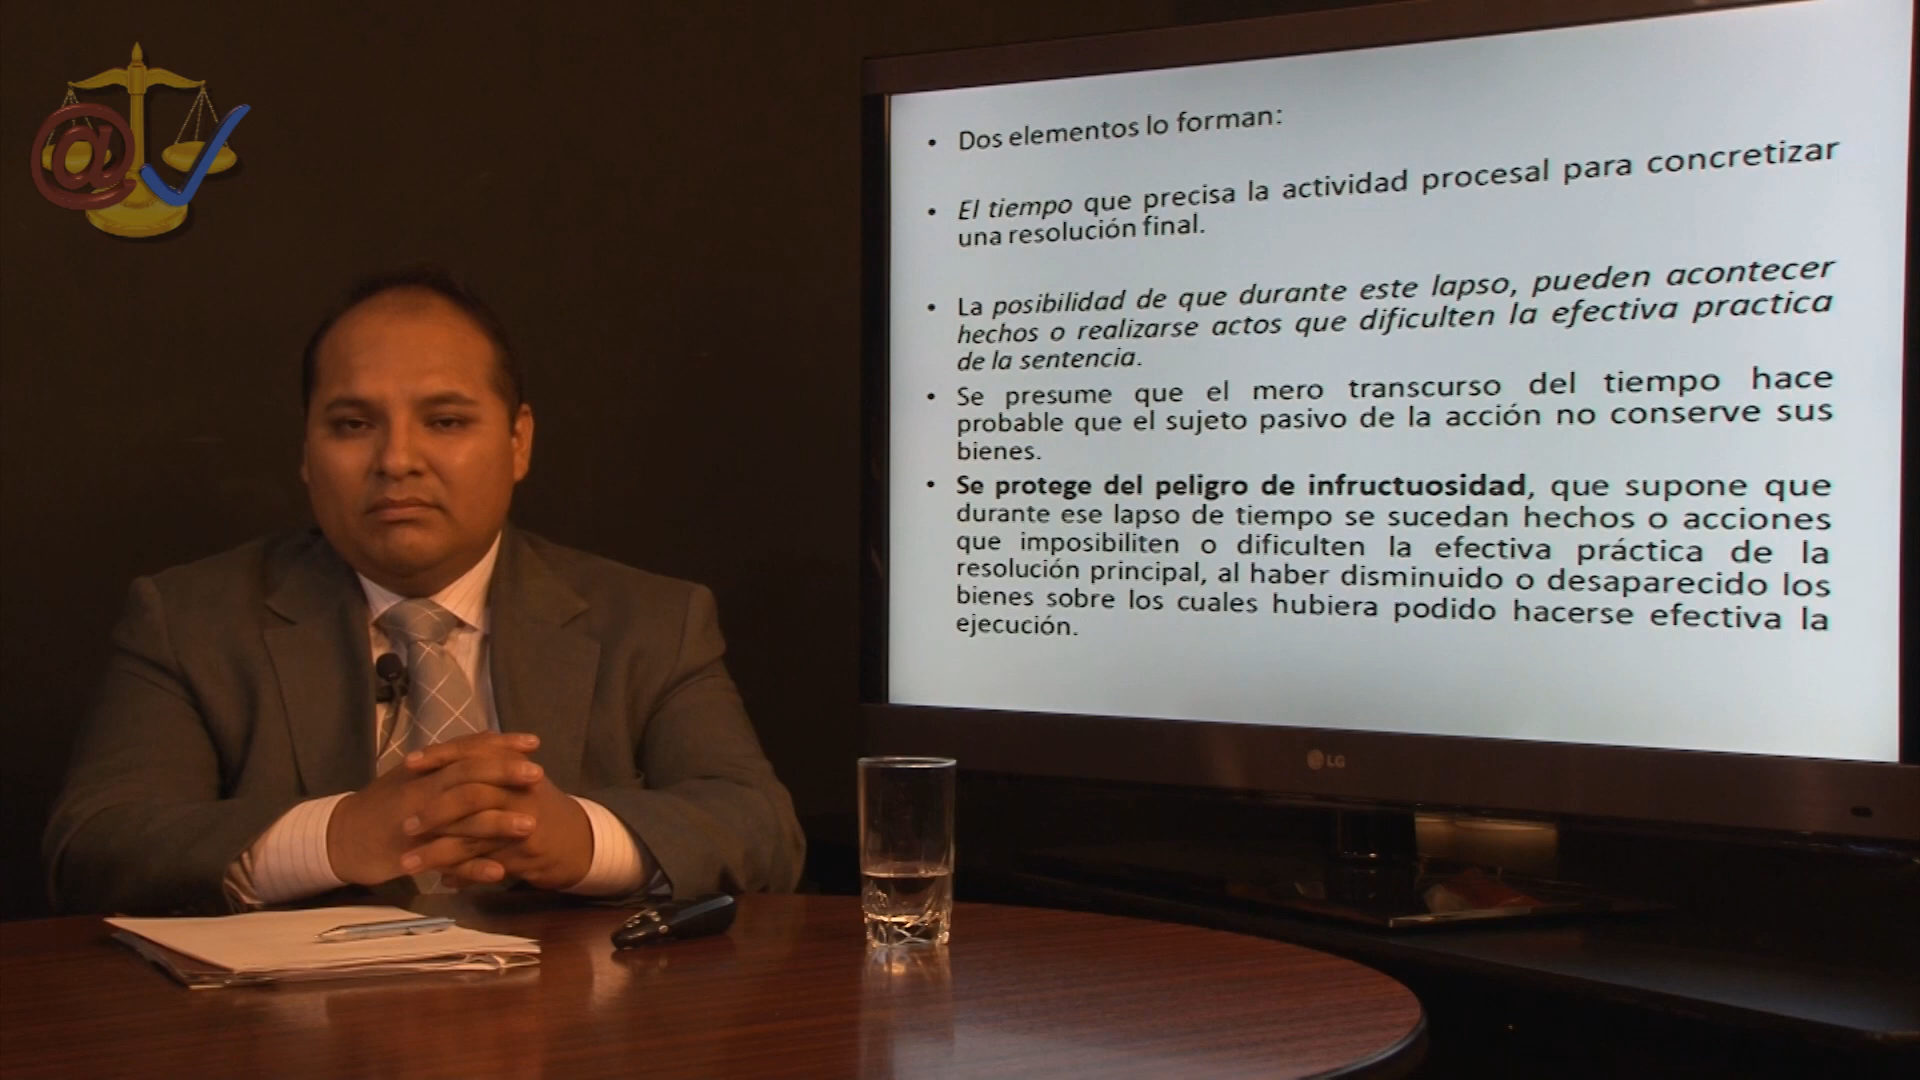 • Dos elementos lo forman:
• El tiempo que precisa la actividad procesal para concretizar
una resolución final.
• La posibilidad de que durante este lapso, pueden acontecer
hechos o realizarse actos que dificulten la efectiva practica
de la sentencia.
• Se presume que el mero transcurso del tiempo hace
probable que el sujeto pasivo de la acción no conserve sus
bienes.
• Se protege del peligro de infructuosidad, que supone que
durante ese lapso de tiempo se sucedan hechos o acciones
que imposibiliten o dificulten la efectiva práctica de la
resolución principal, al haber disminuido o desaparecido los
bienes sobre los cuales hubiera podido hacerse efectiva la
ejecución.
LG
@